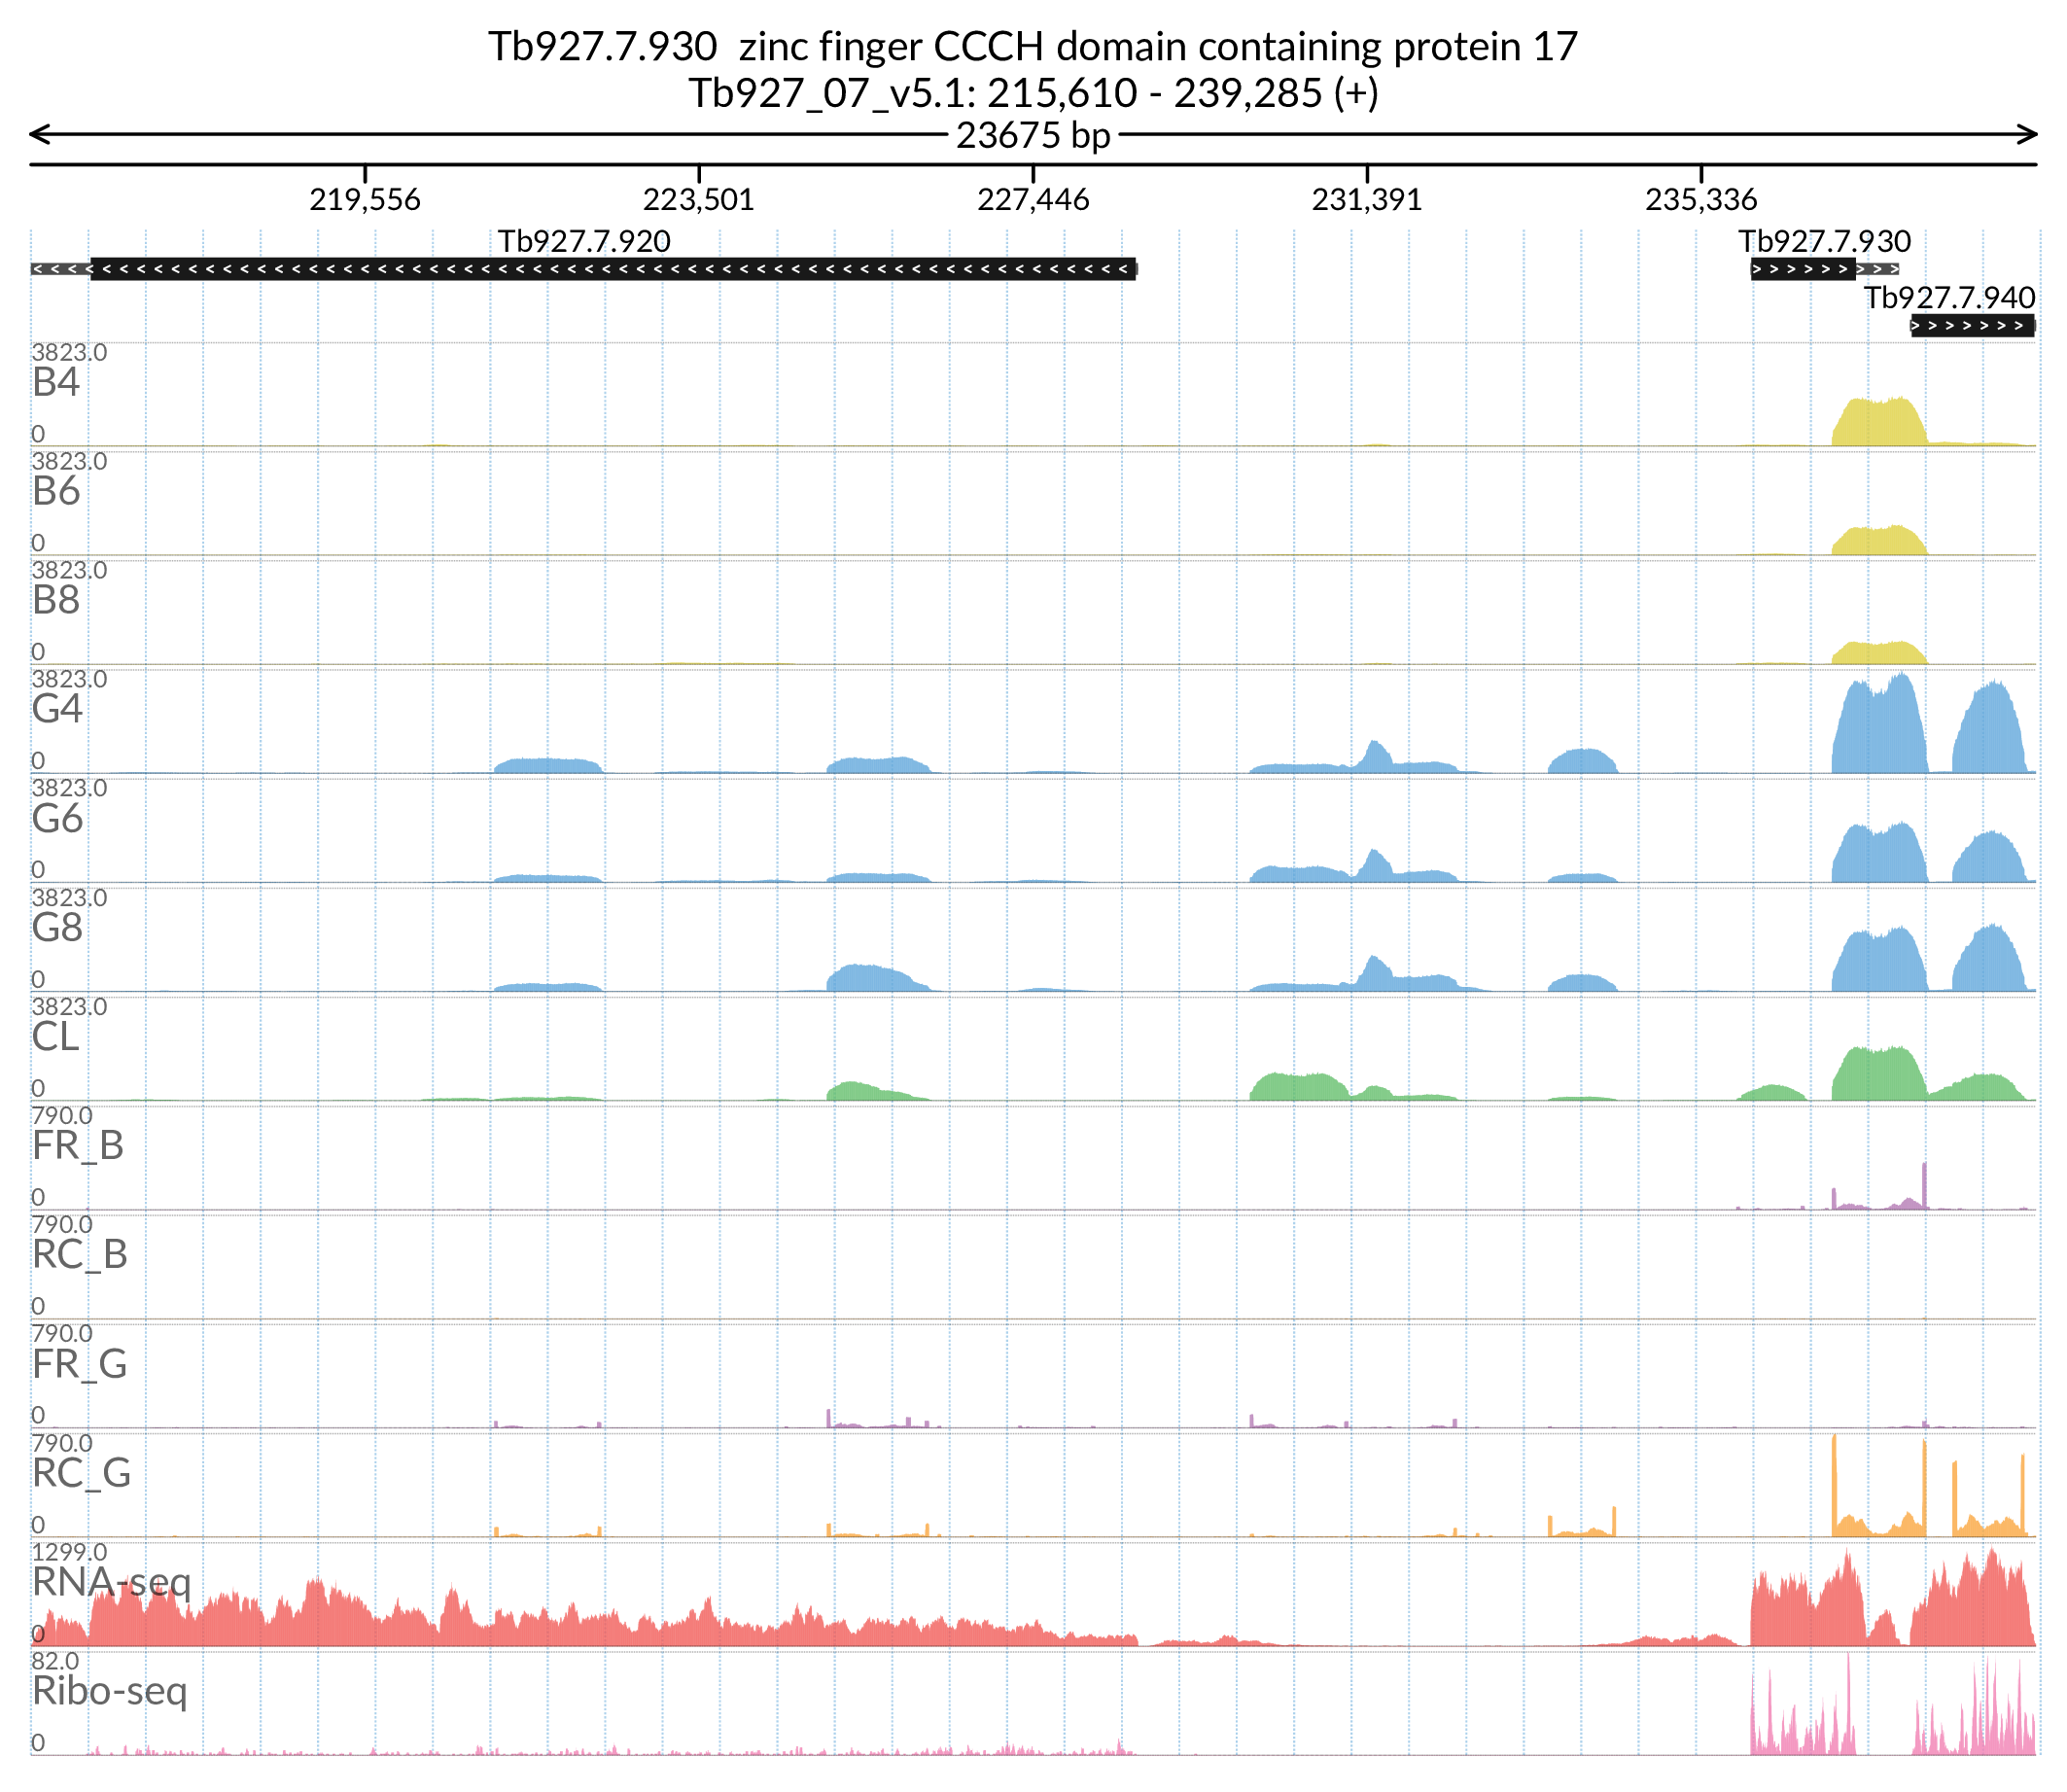 Tb927.7.930  zinc finger CCCH domain containing protein 17
Tb927_07_v5.1: 215,610 - 239,285 (+)
23675 bp
219,556 223,501 227,446 231,391 235,336
Tb927.7.920 Tb927.7.930
Tb927.7.940
3823.0
B4
0
3823.0
B6
0
3823.0
B8
0
3823.0
G4
0
3823.0
G6
0
3823.0
G8
0
3823.0
CL
0
790.0
FR_B
0
790.0
RC_B
0
790.0
FR_G
0
790.0
RC_G
0
1299.0
RNA-seq
0
82.0
Ribo-seq
0